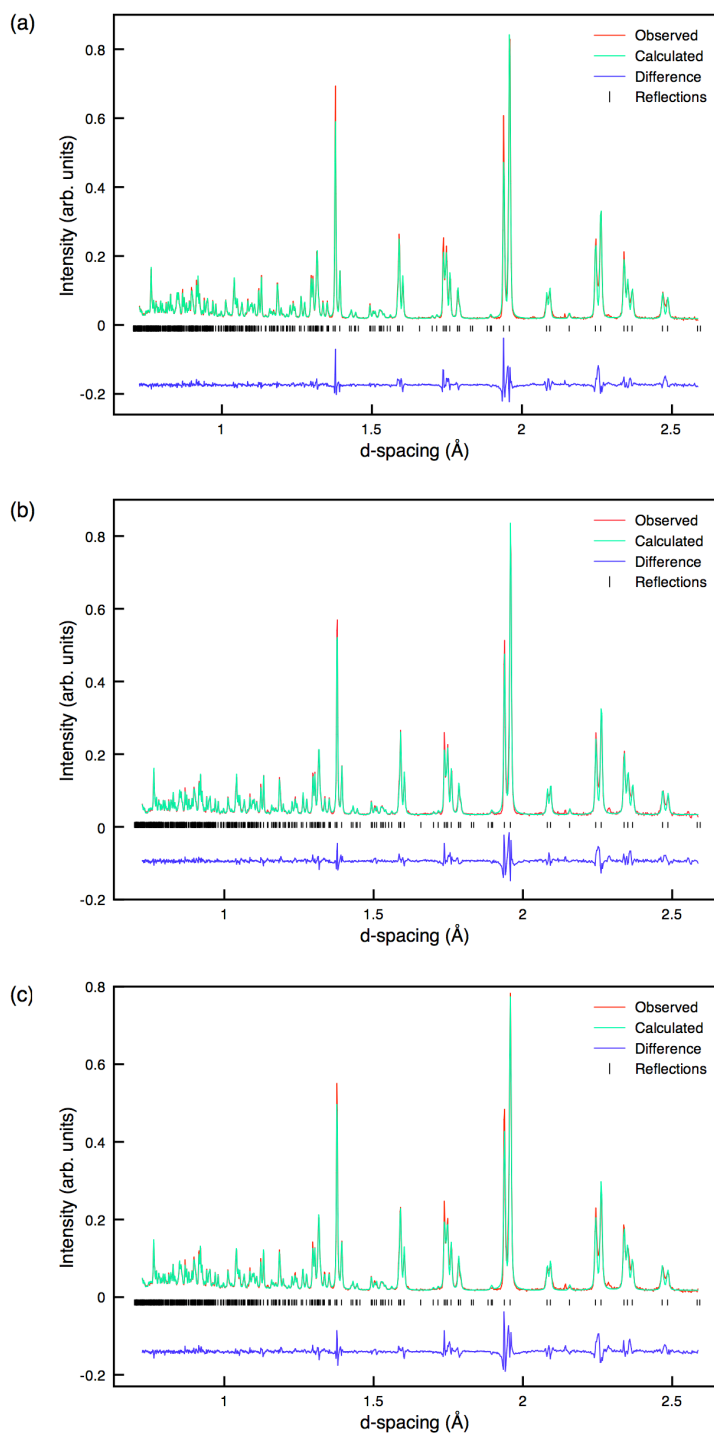 (a)
0.8
0.6
0.4
0.2
0
-0.2
Intensity (arb. units)
Observed
Calculated
Difference
Reflections
1
1.5
2
2.5
d-spacing (Å)
(b)
0.8
0.6
0.4
0.2
0
-0.2
Intensity (arb. units)
Observed
Calculated
Difference
Reflections
1
1.5
2
2.5
d-spacing (Å)
(c)
0.8
0.6
0.4
0.2
0
-0.2
Intensity (arb. units)
Observed
Calculated
Difference
Reflections
1
1.5
2
2.5
d-spacing (Å)